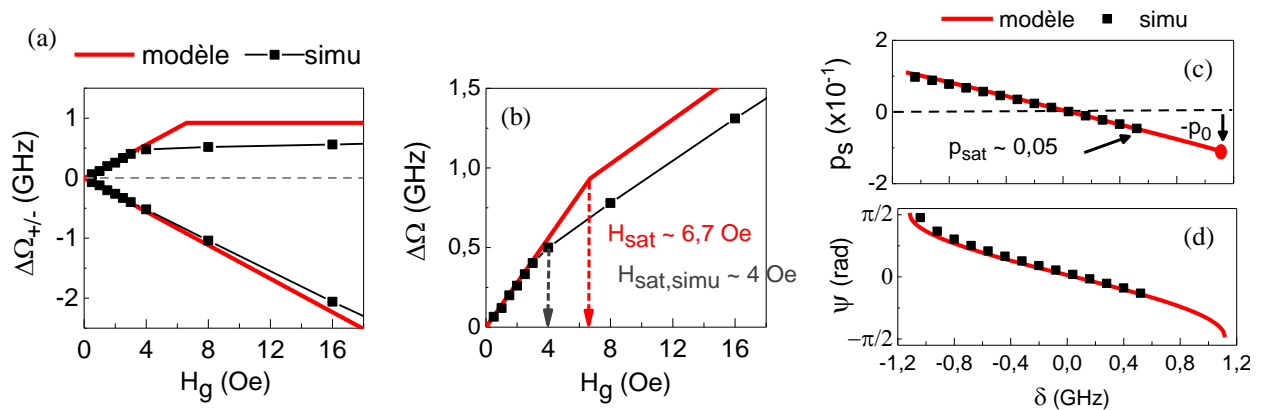 (a)
modèle
simu
ΔΩ+/- (GHz)
1
0
-1
-2
0 4 8 12 16
Hg (Oe)
(b)
ΔΩ (GHz)
1,5
1,0
0,5
0,0
Hsat ~ 6,7 Oe
Hsat,simu ~ 4 Oe
0 4 8 12 16
Hg (Oe)
modèle
simu
(c)
pS (x10-1)
2
0
-2
psat ~ 0,05
-p0
(d)
ψ (rad)
π/2
0
−π/2
-1,2 -0,8 -0,4 0,0 0,4 0,8 1,2
δ (GHz)